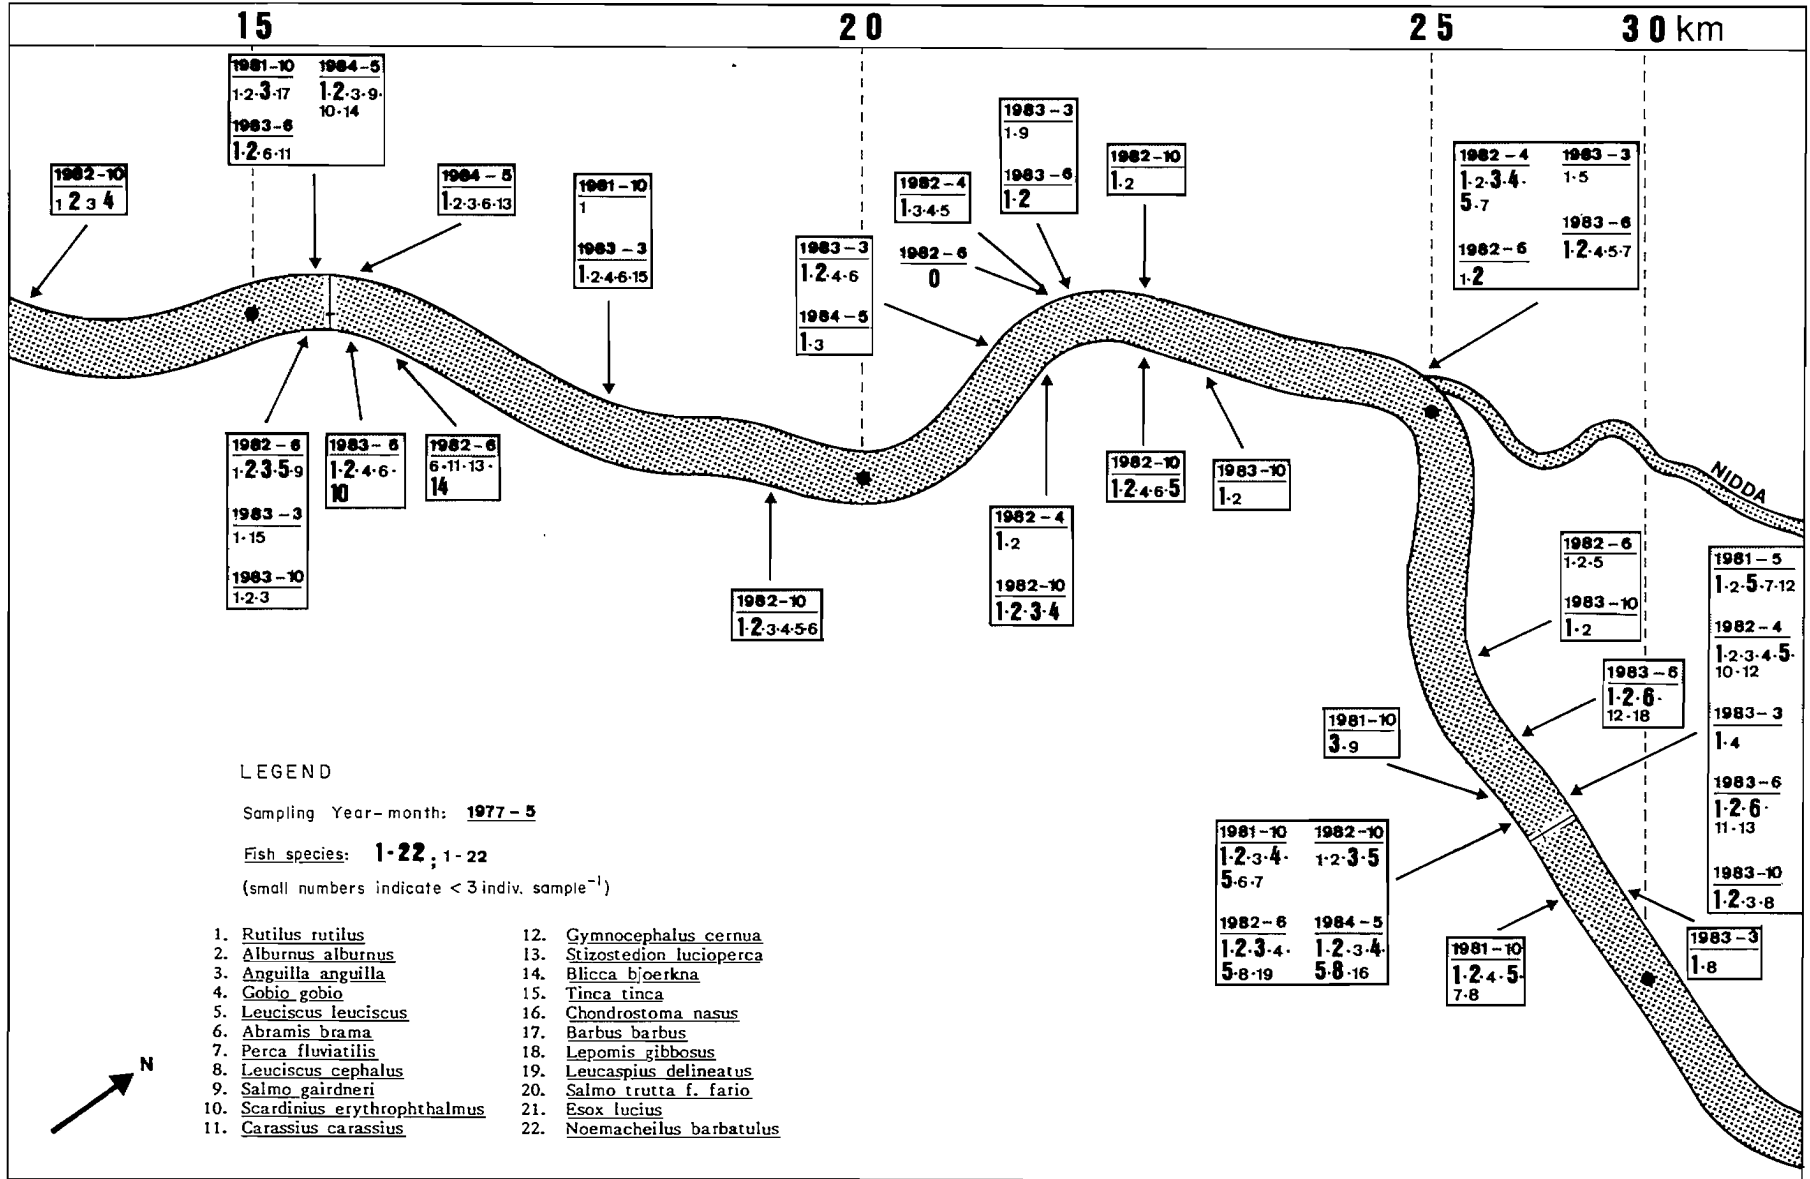 15 20 25 30 km
1981-10 1984-5
1·2·3·17 1·2·3·9·
10·14
1983-6
1·2·6·11
1982-10
1 2 3 4
1984-5
1·2·3·6·13
1981-10
1
1983-3
1·2·4·6·15
1983-3
1·2·4·6
1984-5
1·3
1982-4
1·3·4·5
1982-6
0
1983-3
1·9
1983-6
1·2
1982-10
1·2
1982-4 1983-3
1·2·3·4· 1·5
5·7
1983-6
1982-6 1·2·4·5·7
1·2
NIDDA
1982-6
1·2·3·5·9
1983-3
1·15
1983-10
1·2·3
1983-6
1·2·4·6·
10
1982-6
6·11·13·
14
1982-10
1·2·3·4·5·6
1982-4
1·2
1982-10
1·2·3·4
1982-10
1·2·4·6·5
1983-10
1·2
1982-6
1·2·5
1983-10
1·2
1983-6
1·2·6·
12·18
1981-5
1·2·5·7·12
1982-4
1·2·3·4·5·
10·12
1983-3
1·4
1983-6
1·2·6·
11·13
1983-10
1·2·3·8
1981-10
3·9
1981-10 1982-10
1·2·3·4· 1·2·3·5
5·6·7
1982-6 1984-5
1·2·3·4· 1·2·3·4·
5·8·19 5·8·16
1981-10
1·2·4·5·
7·8
1983-3
1·8
LEGEND
Sampling Year-month: 1977-5
Fish species: 1-22; 1-22
(small numbers indicate < 3 indiv. sample⁻¹)
1. Rutilus rutilus
2. Alburnus alburnus
3. Anguilla anguilla
4. Gobio gobio
5. Leuciscus leuciscus
6. Abramis brama
7. Perca fluviatilis
8. Leuciscus cephalus
9. Salmo gairdneri
10. Scardinius erythrophthalmus
11. Carassius carassius
12. Gymnocephalus cernua
13. Stizostedion lucioperca
14. Blicca bjoerkna
15. Tinca tinca
16. Chondrostoma nasus
17. Barbus barbus
18. Lepomis gibbosus
19. Leucaspius delineatus
20. Salmo trutta f. fario
21. Esox lucius
22. Noemacheilus barbatulus
N